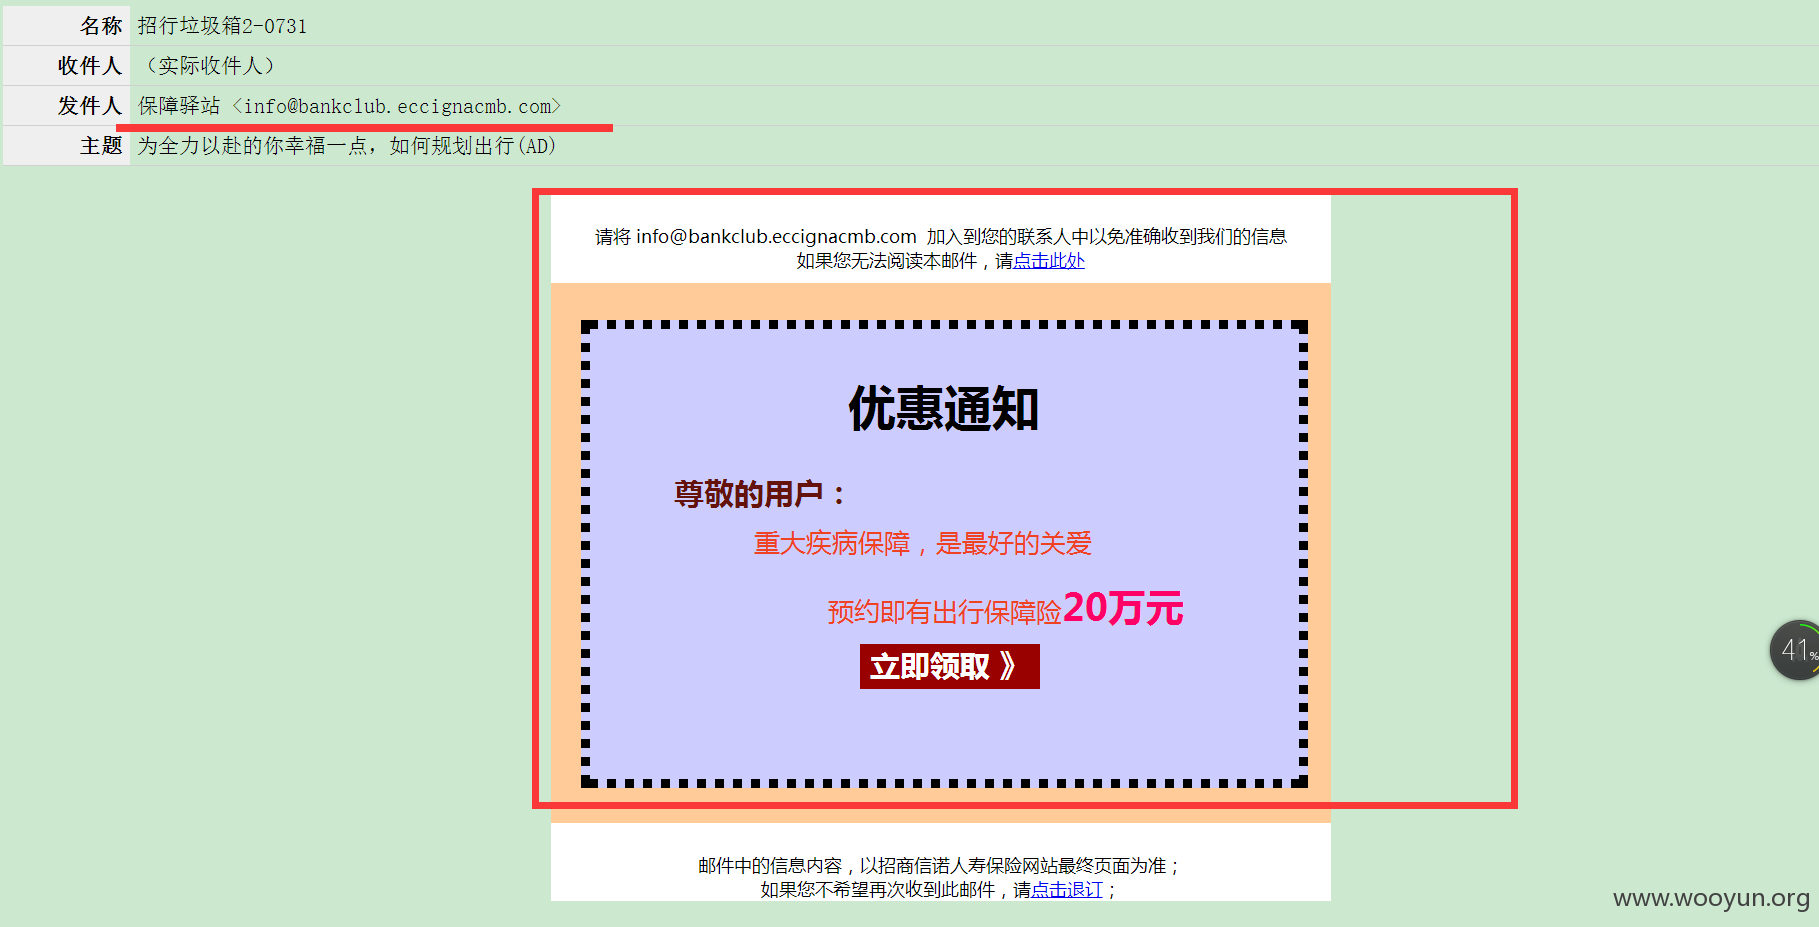 名称 招行垃圾箱2-0731
收件人 （实际收件人）
发件人 保障驿站 <info@bankclub.eccignacmb.com>
主题 为全力以赴的你幸福一点，如何规划出行(AD)
请将 info@bankclub.eccignacmb.com 加入到您的联系人中以免准确收到我们的信息
如果您无法阅读本邮件，请点击此处
优惠通知
尊敬的用户：
重大疾病保障，是最好的关爱
预约即有出行保障险20万元
立即领取 》
41%
邮件中的信息内容，以招商信诺人寿保险网站最终页面为准；
如果您不希望再次收到此邮件，请点击退订；
www.wooyun.org